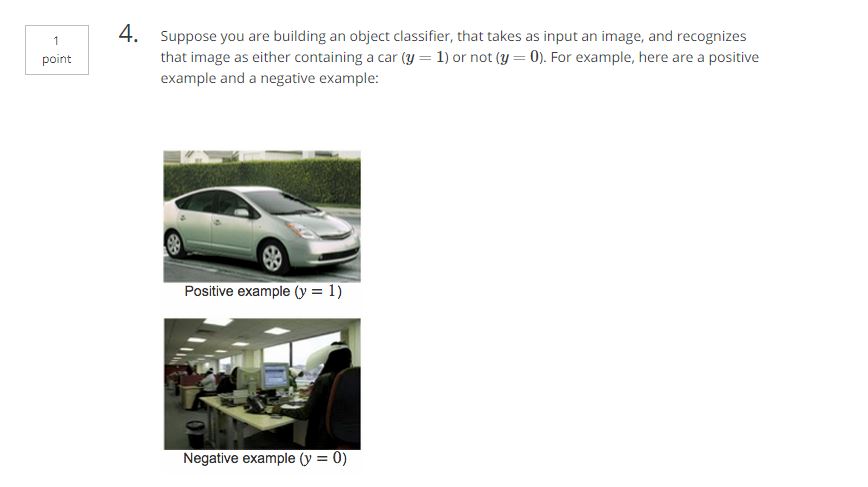 1
point
4. Suppose you are building an object classifier, that takes as input an image, and recognizes
that image as either containing a car (y = 1) or not (y = 0). For example, here are a positive
example and a negative example:
Positive example (y = 1)
Negative example (y = 0)